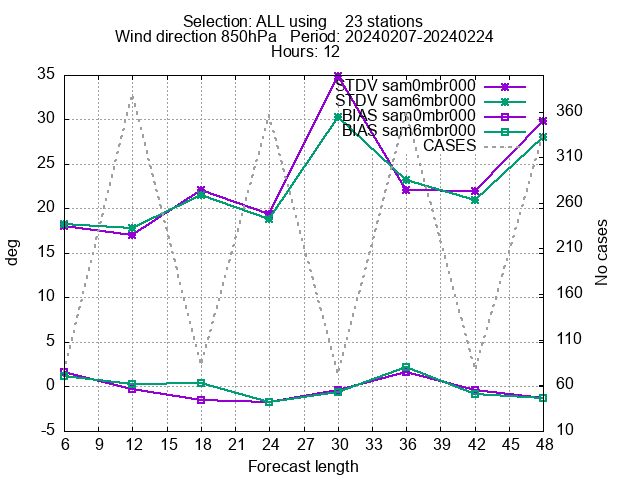 Selection: ALL using 23 stations
Wind direction 850hPa Period: 20240207-20240224
Hours: 12
STDV sam0mbr000
STDV sam6mbr000
BIAS sam0mbr000
BIAS sam6mbr000
CASES
35
30
25
20
15
10
5
0
-5
deg
360
310
260
210
160
110
60
10
No cases
6 9 12 15 18 21 24 27 30 33 36 39 42 45 48
Forecast length